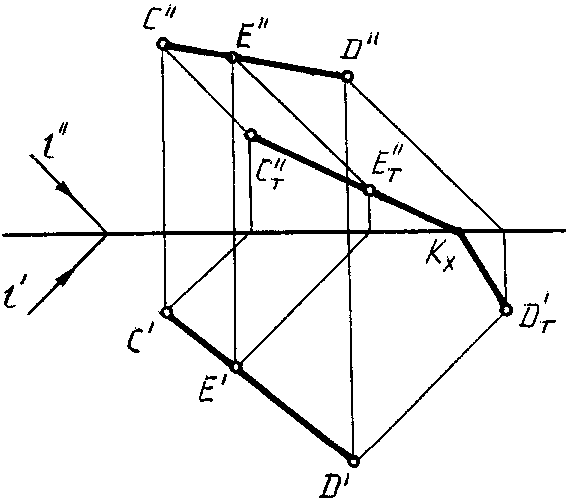 C" E" D"
l" C"т E"т
Kx
l' C' D'т
E'
D'